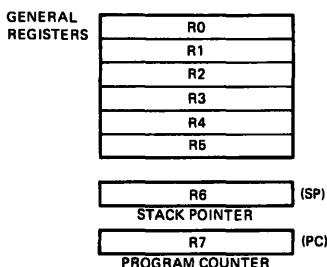 GENERAL
REGISTERS
R0
R1
R2
R3
R4
R5
R6 (SP)
STACK POINTER
R7 (PC)
PROGRAM COUNTER